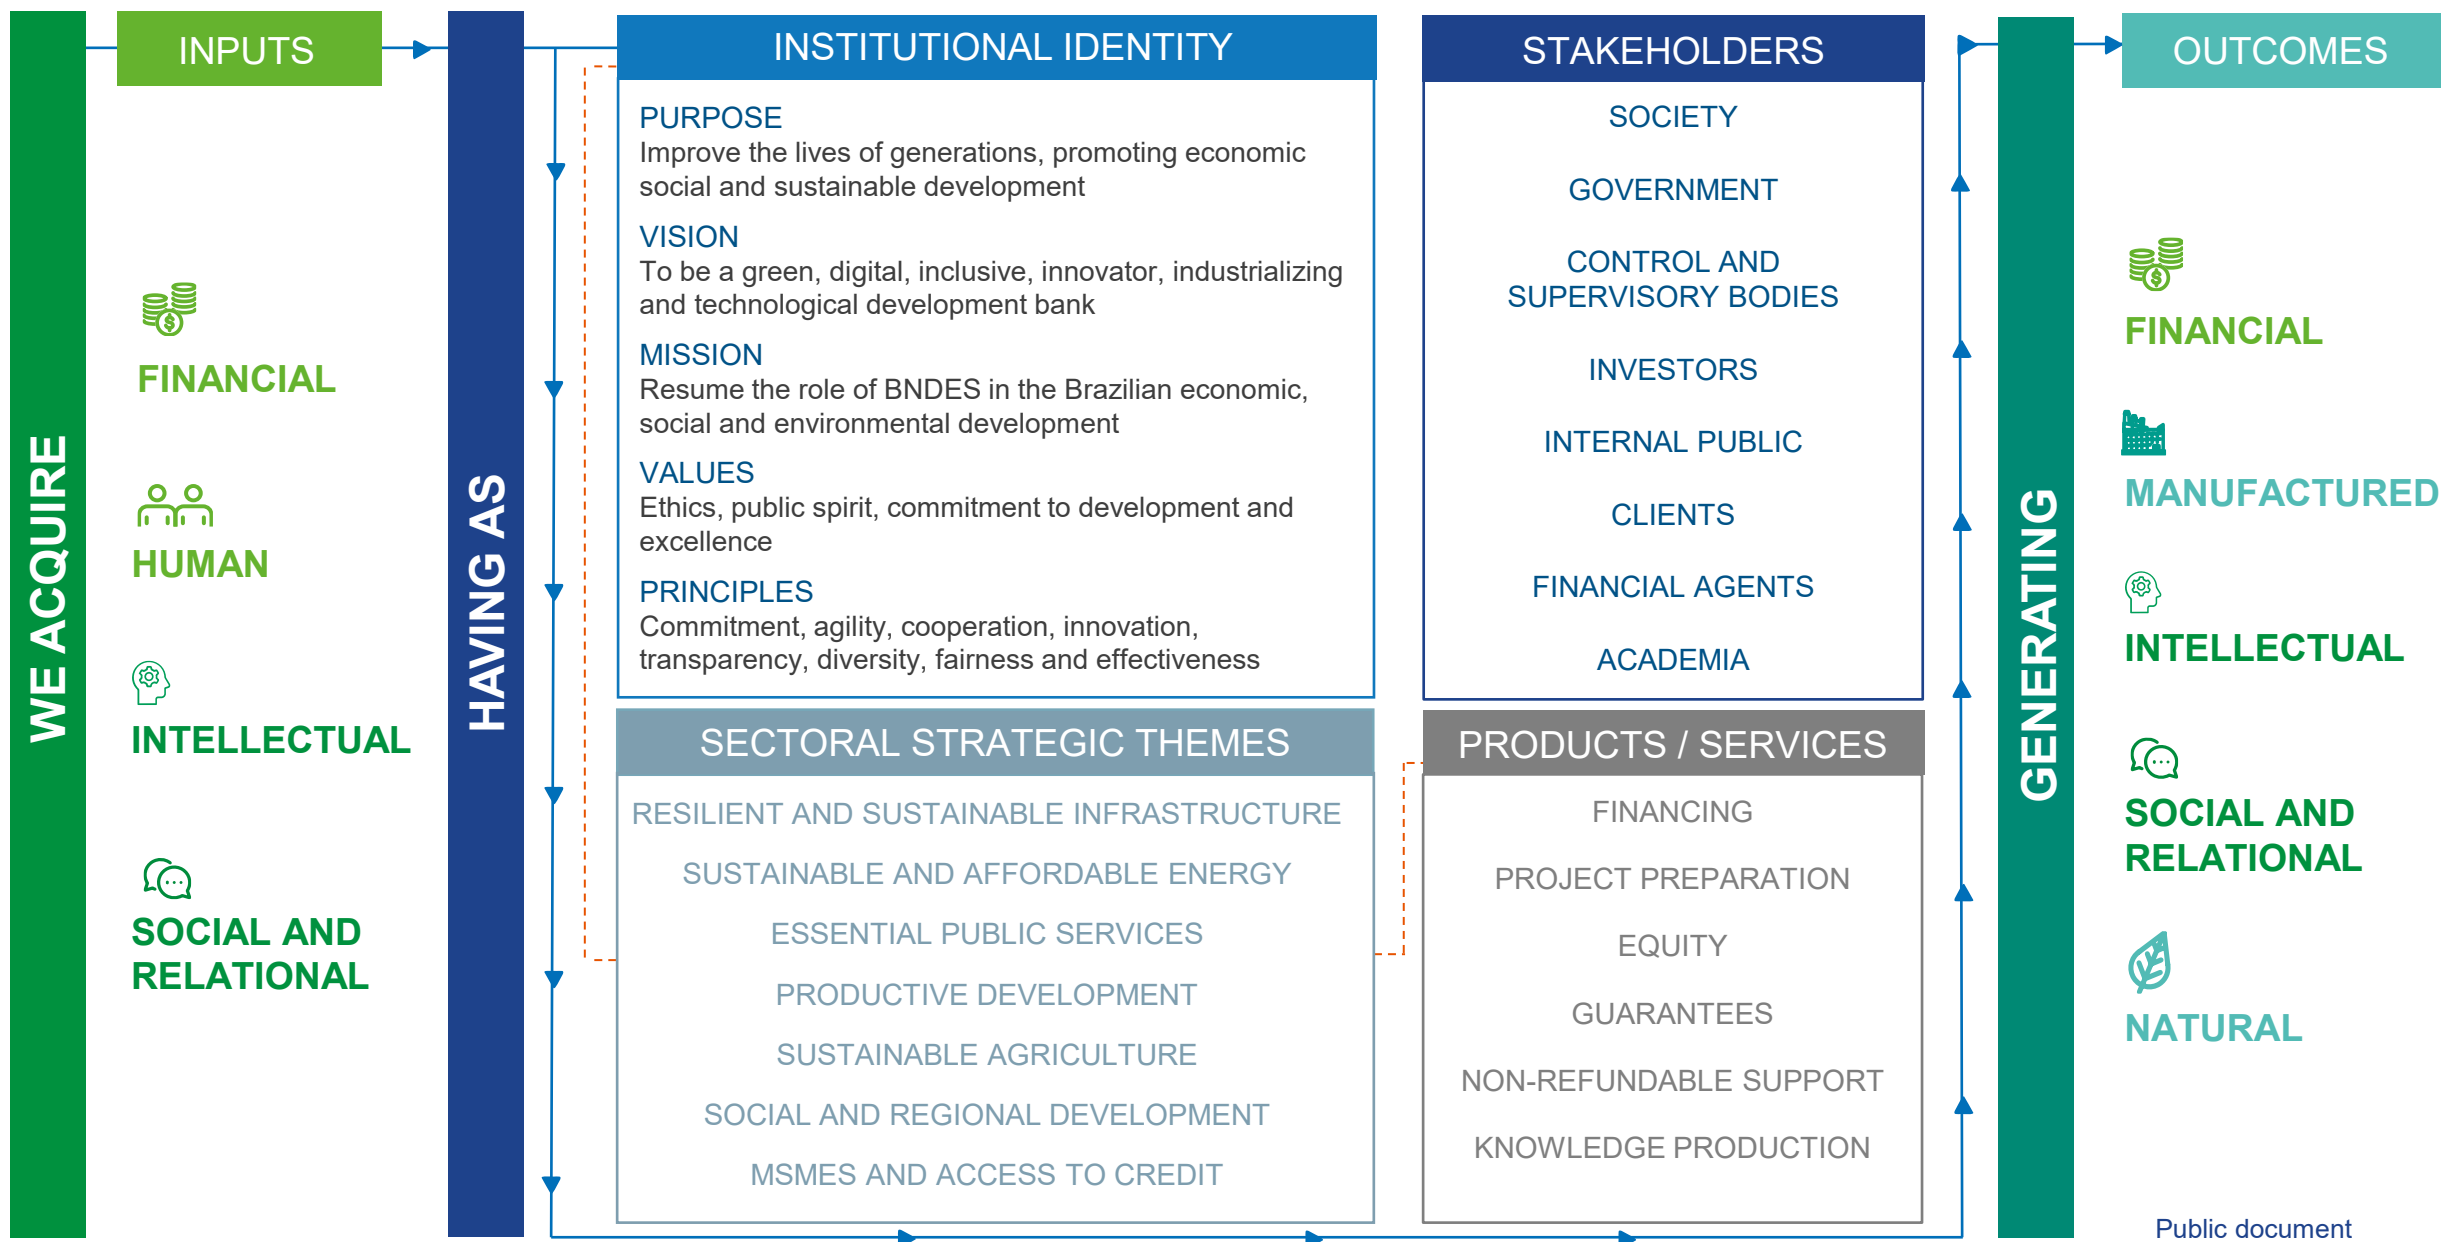 WE ACQUIRE
INPUTS
FINANCIAL
HUMAN
INTELLECTUAL
SOCIAL AND
RELATIONAL
HAVING AS
INSTITUTIONAL IDENTITY
PURPOSE
Improve the lives of generations, promoting economic
social and sustainable development
VISION
To be a green, digital, inclusive, innovator, industrializing
and technological development bank
MISSION
Resume the role of BNDES in the Brazilian economic,
social and environmental development
VALUES
Ethics, public spirit, commitment to development and
excellence
PRINCIPLES
Commitment, agility, cooperation, innovation,
transparency, diversity, fairness and effectiveness
STAKEHOLDERS
SOCIETY
GOVERNMENT
CONTROL AND
SUPERVISORY BODIES
INVESTORS
INTERNAL PUBLIC
CLIENTS
FINANCIAL AGENTS
ACADEMIA
SECTORAL STRATEGIC THEMES
RESILIENT AND SUSTAINABLE INFRASTRUCTURE
SUSTAINABLE AND AFFORDABLE ENERGY
ESSENTIAL PUBLIC SERVICES
PRODUCTIVE DEVELOPMENT
SUSTAINABLE AGRICULTURE
SOCIAL AND REGIONAL DEVELOPMENT
MSMES AND ACCESS TO CREDIT
PRODUCTS / SERVICES
FINANCING
PROJECT PREPARATION
EQUITY
GUARANTEES
NON-REFUNDABLE SUPPORT
KNOWLEDGE PRODUCTION
GENERATING
OUTCOMES
FINANCIAL
MANUFACTURED
INTELLECTUAL
SOCIAL AND
RELATIONAL
NATURAL
Public document